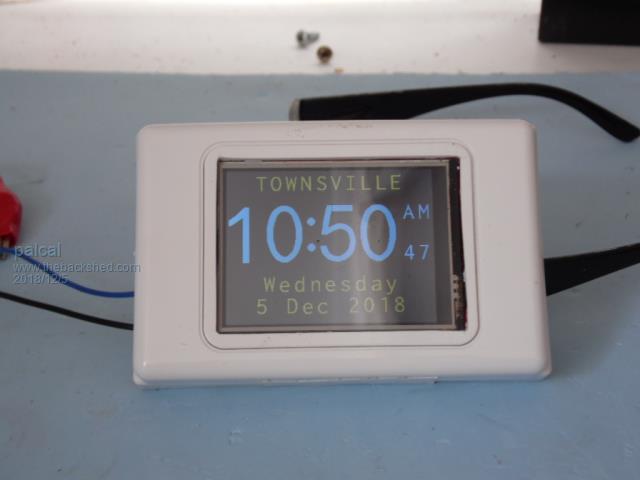 TOWNSVILLE
10:50 AM
47
Wednesday
5 Dec 2018
palcal
www.thebackshed.com
2018/12/5